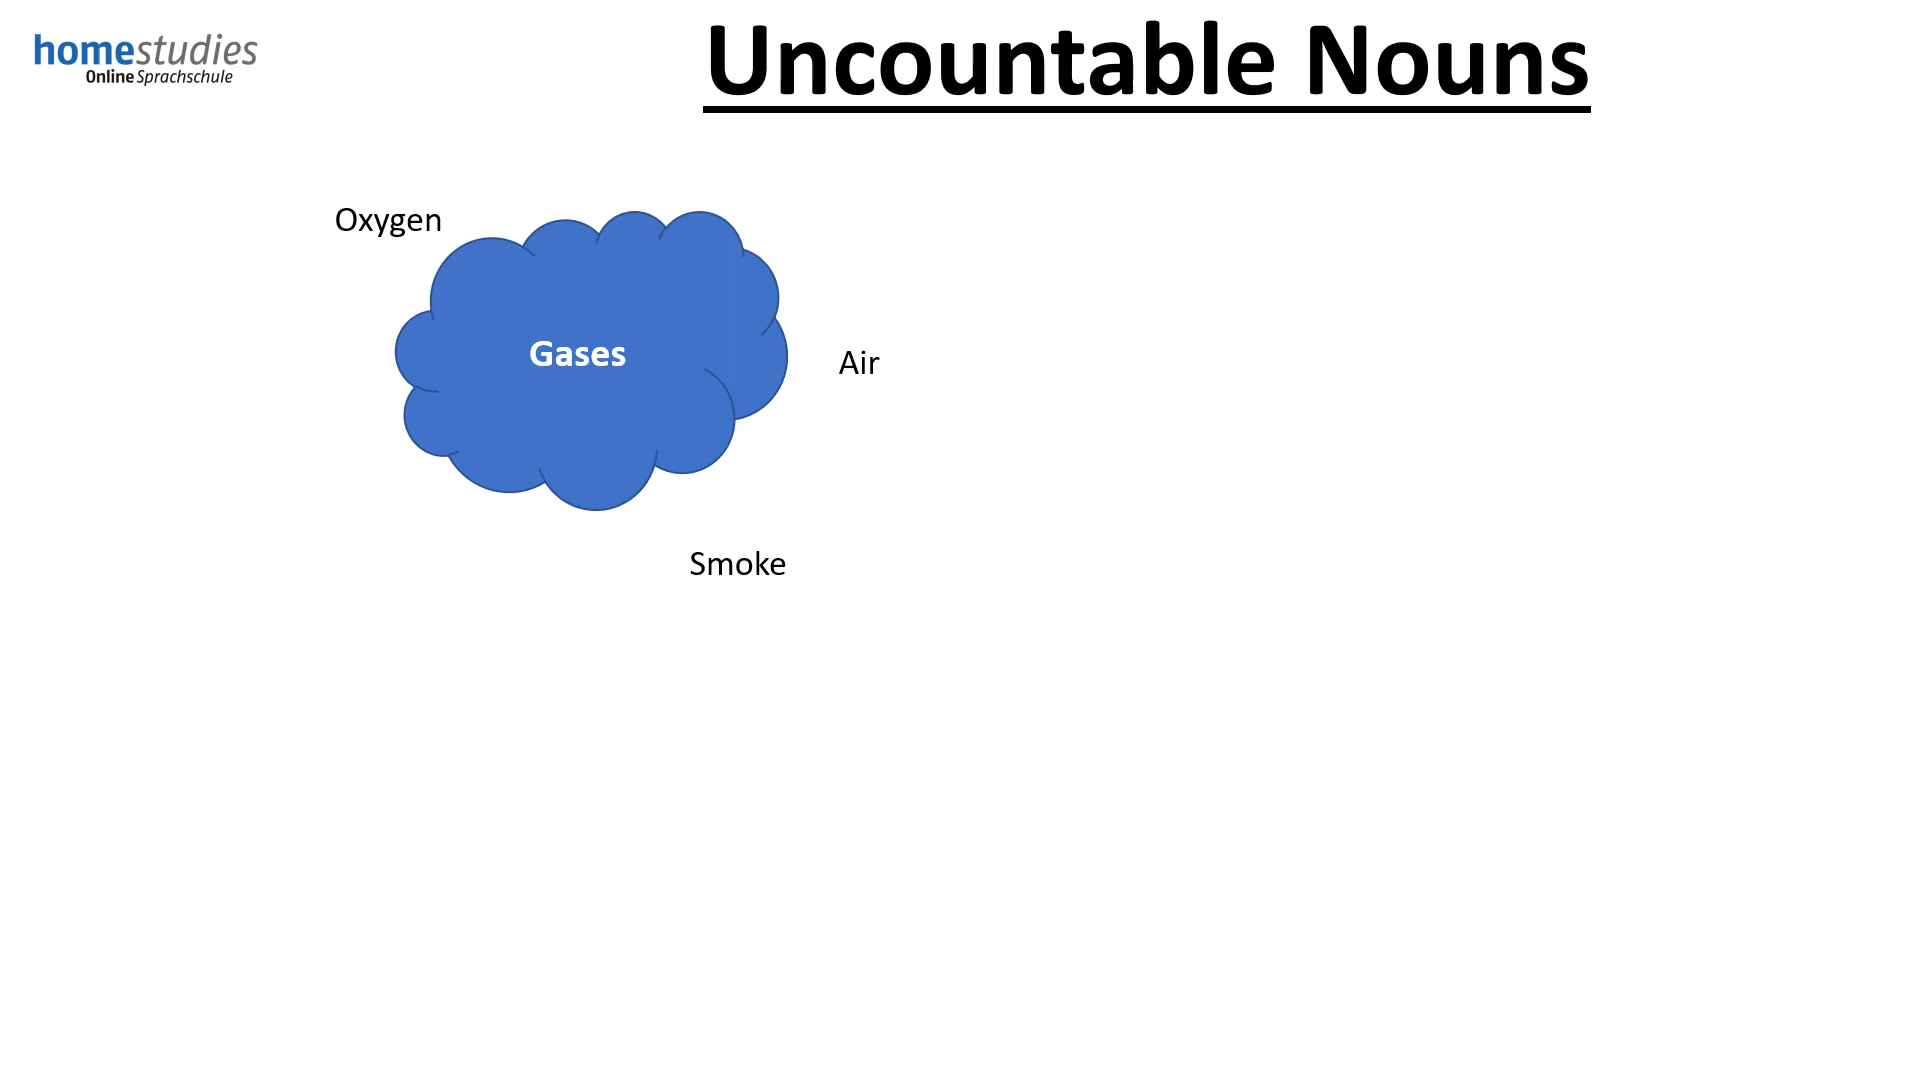 homestudies
Online Sprachschule
Uncountable Nouns
Oxygen
Gases
Air
Smoke